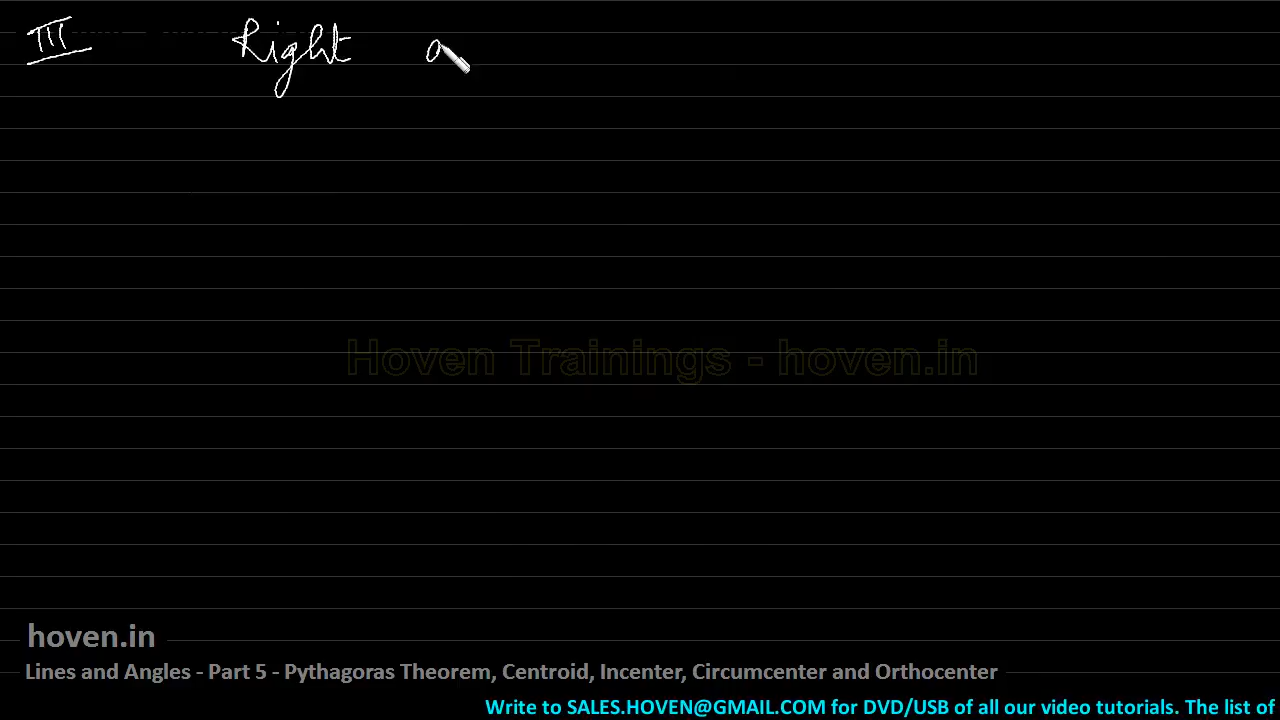 III Right a
Hoven Trainings - hoven.in
hoven.in
Lines and Angles - Part 5 - Pythagoras Theorem, Centroid, Incenter, Circumcenter and Orthocenter
Write to SALES.HOVEN@GMAIL.COM for DVD/USB of all our video tutorials. The list of